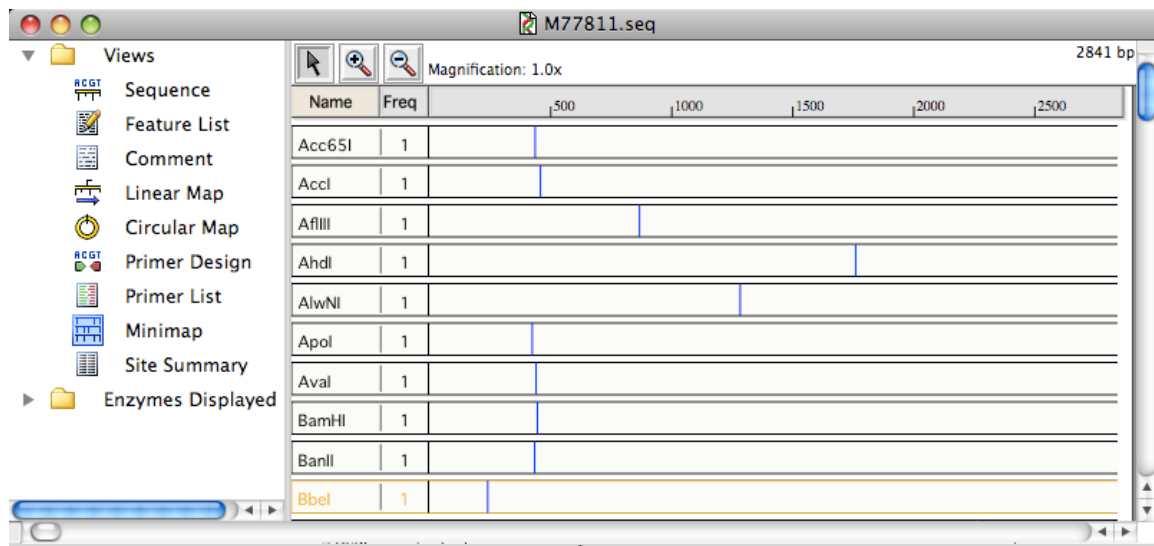 M77811.seq
Views
ACGT
Sequence
Feature List
Comment
Linear Map
Circular Map
ACGT
Primer Design
Primer List
Minimap
Site Summary
Enzymes Displayed
Magnification: 1.0x
2841 bp
Name Freq 500 1000 1500 2000 2500
Acc65I 1
AccI 1
AflIII 1
AhdI 1
AlwNI 1
ApoI 1
AvaI 1
BamHI 1
BanII 1
BbeI 1